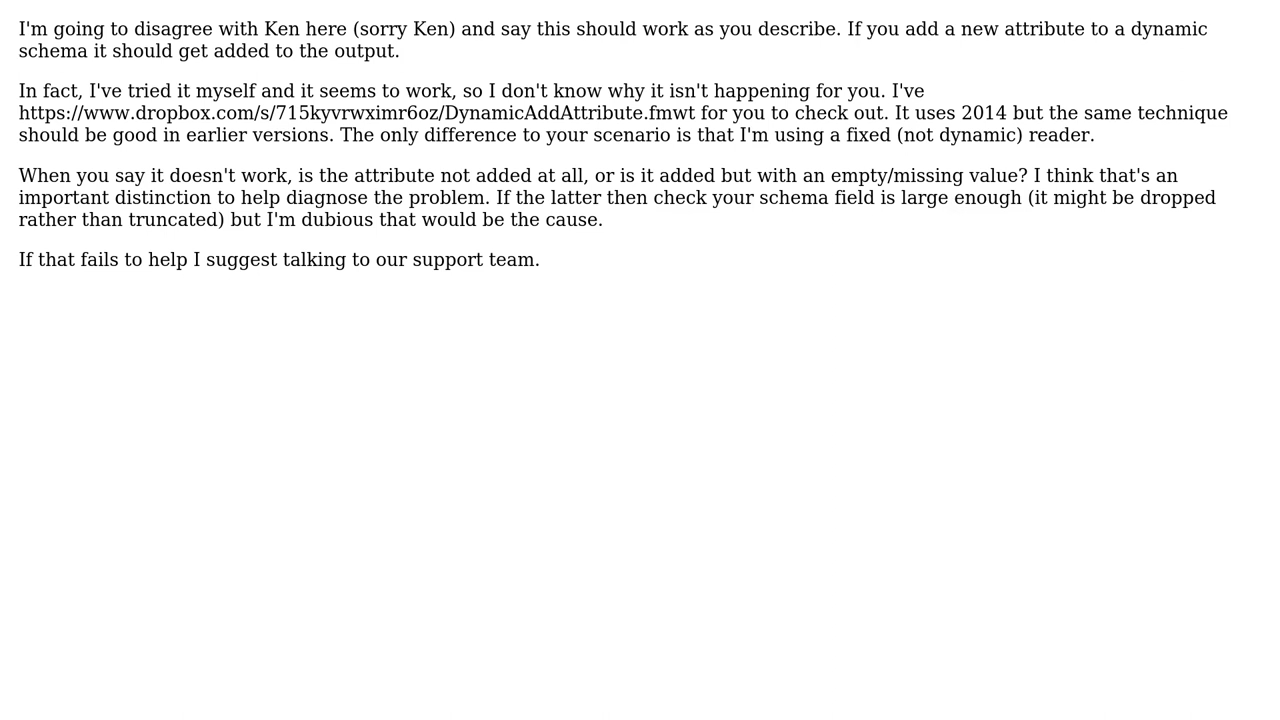 I'm going to disagree with Ken here (sorry Ken) and say this should work as you describe. If you add a new attribute to a dynamic
schema it should get added to the output.
In fact, I've tried it myself and it seems to work, so I don't know why it isn't happening for you. I've
https://www.dropbox.com/s/715kyvrwximr6oz/DynamicAddAttribute.fmwt for you to check out. It uses 2014 but the same technique
should be good in earlier versions. The only difference to your scenario is that I'm using a fixed (not dynamic) reader.
When you say it doesn't work, is the attribute not added at all, or is it added but with an empty/missing value? I think that's an
important distinction to help diagnose the problem. If the latter then check your schema field is large enough (it might be dropped
rather than truncated) but I'm dubious that would be the cause.
If that fails to help I suggest talking to our support team.